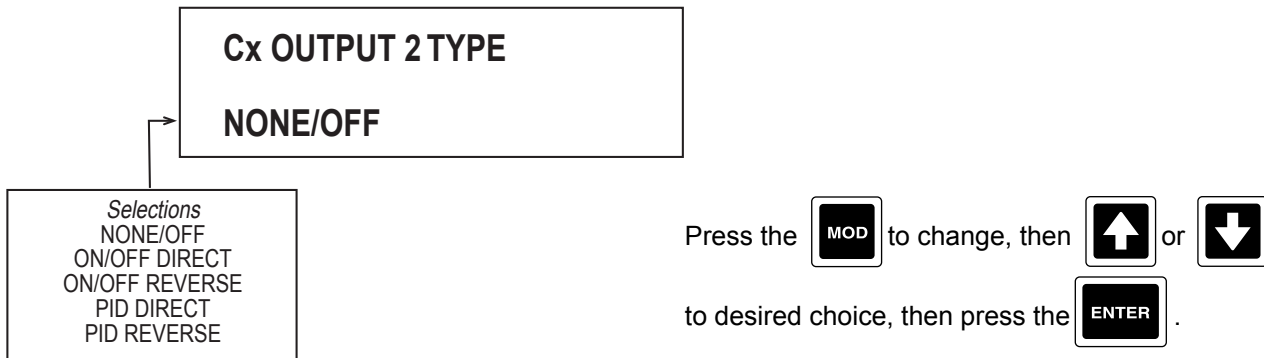 Cx OUTPUT 2 TYPE
NONE/OFF
Selections
NONE/OFF
ON/OFF DIRECT
ON/OFF REVERSE
PID DIRECT
PID REVERSE
Press the MOD to change, then or
to desired choice, then press the ENTER .